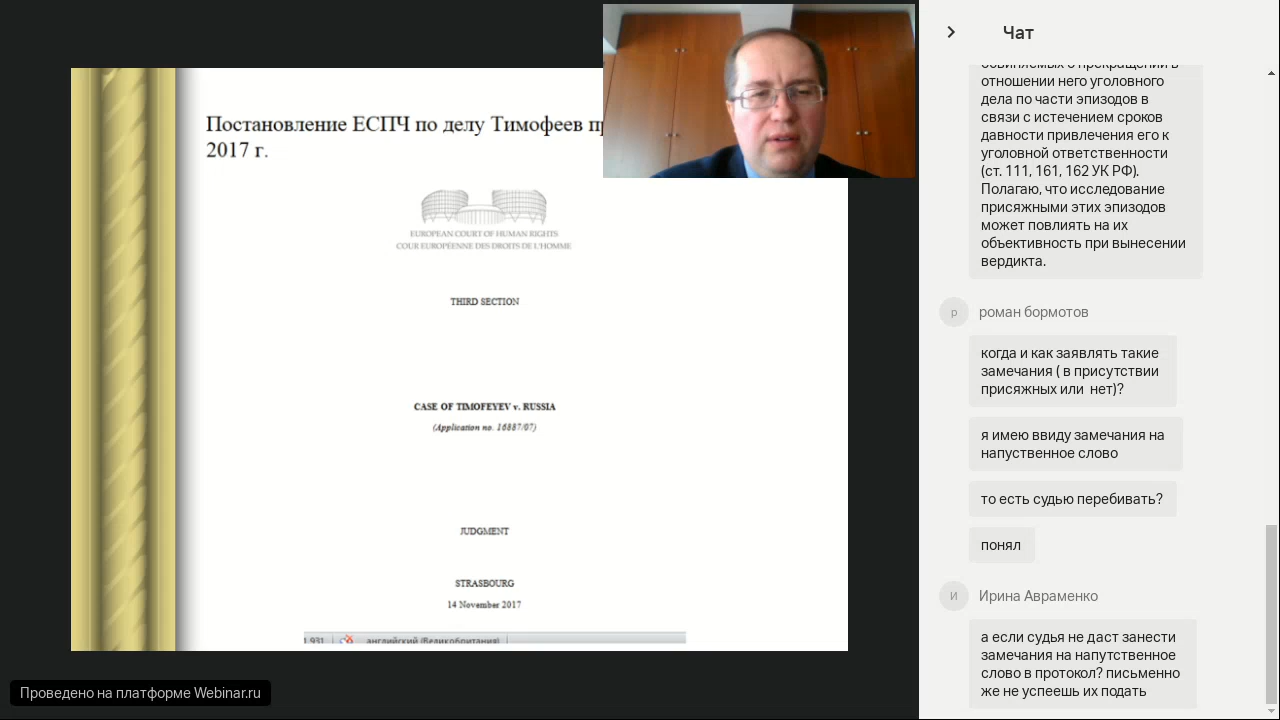 Постановление ЕСПЧ по делу Тимофеев
2017 г.
EUROPEAN COURT OF HUMAN RIGHTS
COUR EUROPÉENNE DES DROITS DE L'HOMME
THIRD SECTION
CASE OF TIMOFEYEV v. RUSSIA
(Application no. 16887/07)
JUDGMENT
STRASBOURG
14 November 2017
английский (Великобритания)
Проведено на платформе Webinar.ru
Чат
обвиняемых о прекращении в
отношении него уголовного
дела по части эпизодов в
связи с истечением сроков
давности привлечения его к
уголовной ответственности
(ст. 111, 161, 162 УК РФ).
Полагаю, что исследование
присяжными этих эпизодов
может повлиять на их
объективность при вынесении
вердикта.
р
роман бормотов
когда и как заявлять такие
замечания ( в присутствии
присяжных или нет)?
я имею ввиду замечания на
напуственное слово
то есть судью перебивать?
понял
И
Ирина Авраменко
а если судья не даст занести
замечания на напутственное
слово в протокол? письменно
же не успеешь их подать